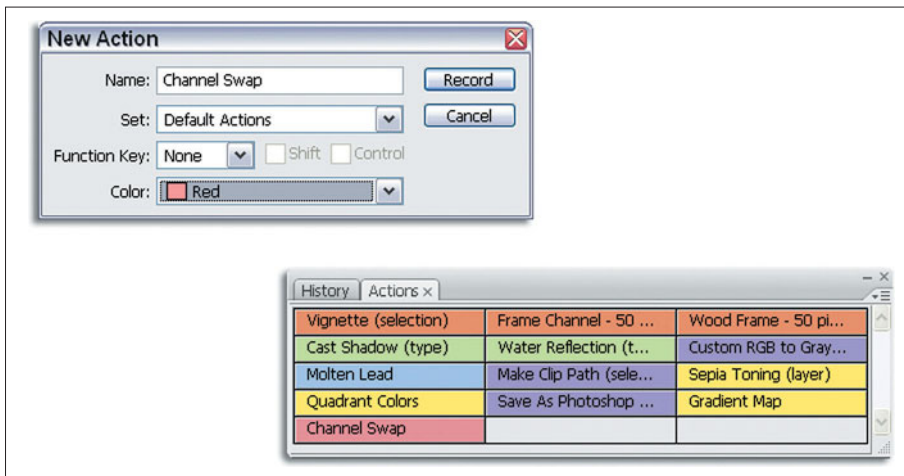 New Action
Name: Channel Swap
Record
Set: Default Actions
Cancel
Function Key: None Shift Control
Color: Red
History Actions ×
Vignette (selection) Frame Channel - 50 ... Wood Frame - 50 pi...
Cast Shadow (type) Water Reflection (t... Custom RGB to Gray...
Molten Lead Make Clip Path (sele... Sepia Toning (layer)
Quadrant Colors Save As Photoshop ... Gradient Map
Channel Swap